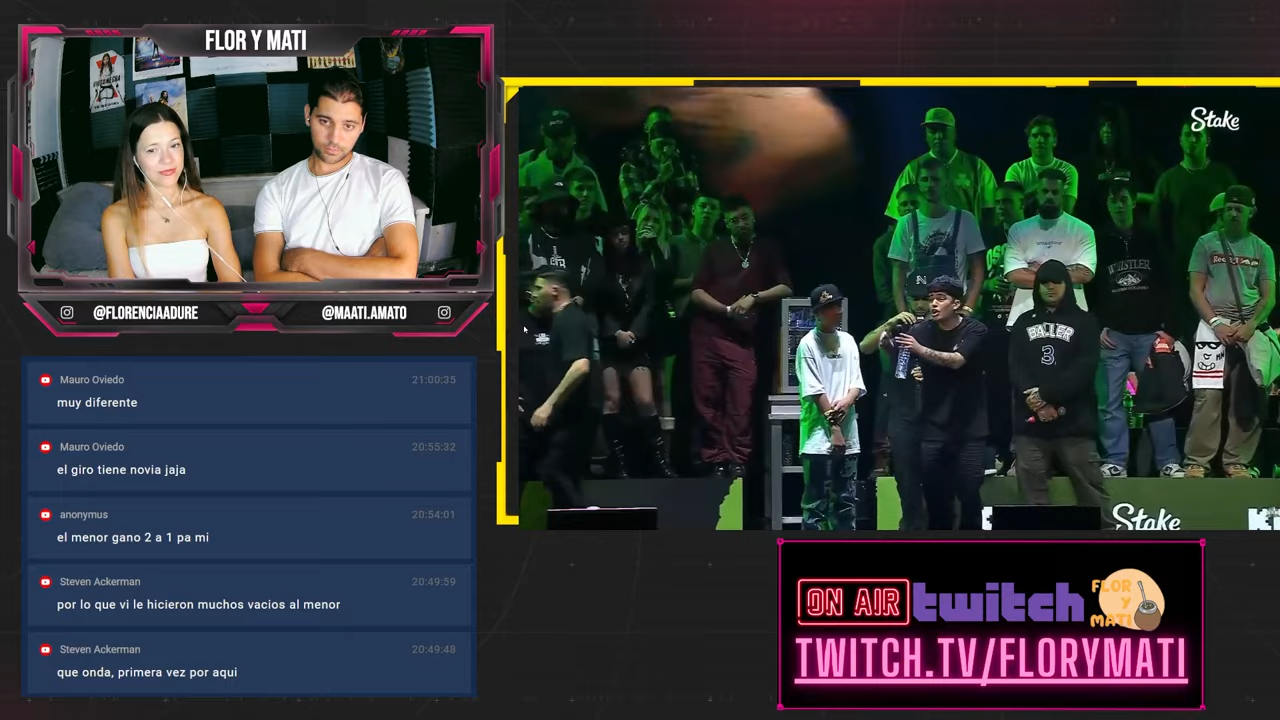 FLOR Y MATI
@FLORENCIAADURE
@MAATI.AMATO
Mauro Oviedo
21:00:35
muy diferente
Mauro Oviedo
20:55:32
el giro tiene novia jaja
anonymus
20:54:01
el menor gano 2 a 1 pa mi
Steven Ackerman
20:49:59
por lo que vi le hicieron muchos vacios al menor
Steven Ackerman
20:49:48
que onda, primera vez por aqui
Stake
WHISTLER
BALLER
3
N
Stake
ON AIR
twitch
FLOR
Y
MATI
TWITCH.TV/FLORYMATI